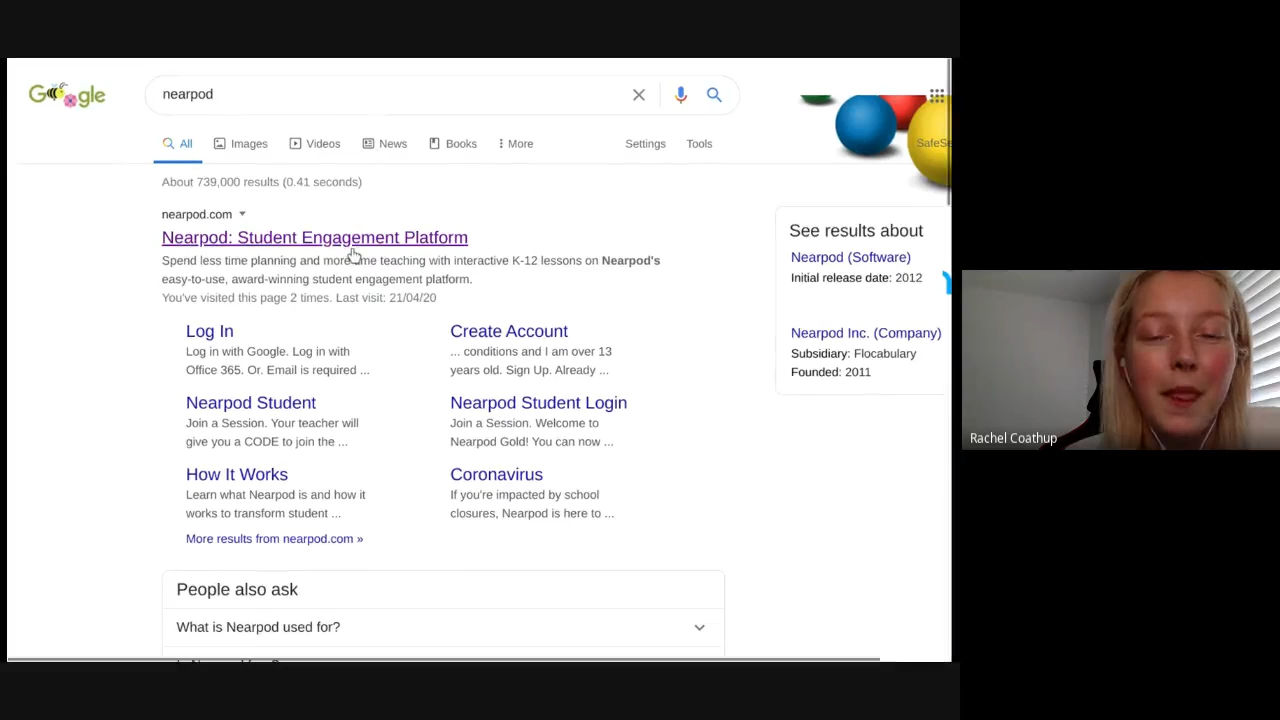 Google
nearpod
All Images Videos News Books More Settings Tools SafeSe
About 739,000 results (0.41 seconds)
nearpod.com
Nearpod: Student Engagement Platform
Spend less time planning and more time teaching with interactive K-12 lessons on Nearpod's
easy-to-use, award-winning student engagement platform.
You've visited this page 2 times. Last visit: 21/04/20
Log In
Log in with Google. Log in with
Office 365. Or. Email is required ...
Create Account
... conditions and I am over 13
years old. Sign Up. Already ...
Nearpod Student
Join a Session. Your teacher will
give you a CODE to join the ...
Nearpod Student Login
Join a Session. Welcome to
Nearpod Gold! You can now ...
How It Works
Learn what Nearpod is and how it
works to transform student ...
Coronavirus
If you're impacted by school
closures, Nearpod is here to ...
More results from nearpod.com »
People also ask
What is Nearpod used for?
See results about
Nearpod (Software)
Initial release date: 2012
Nearpod Inc. (Company)
Subsidiary: Flocabulary
Founded: 2011
Rachel Coathup